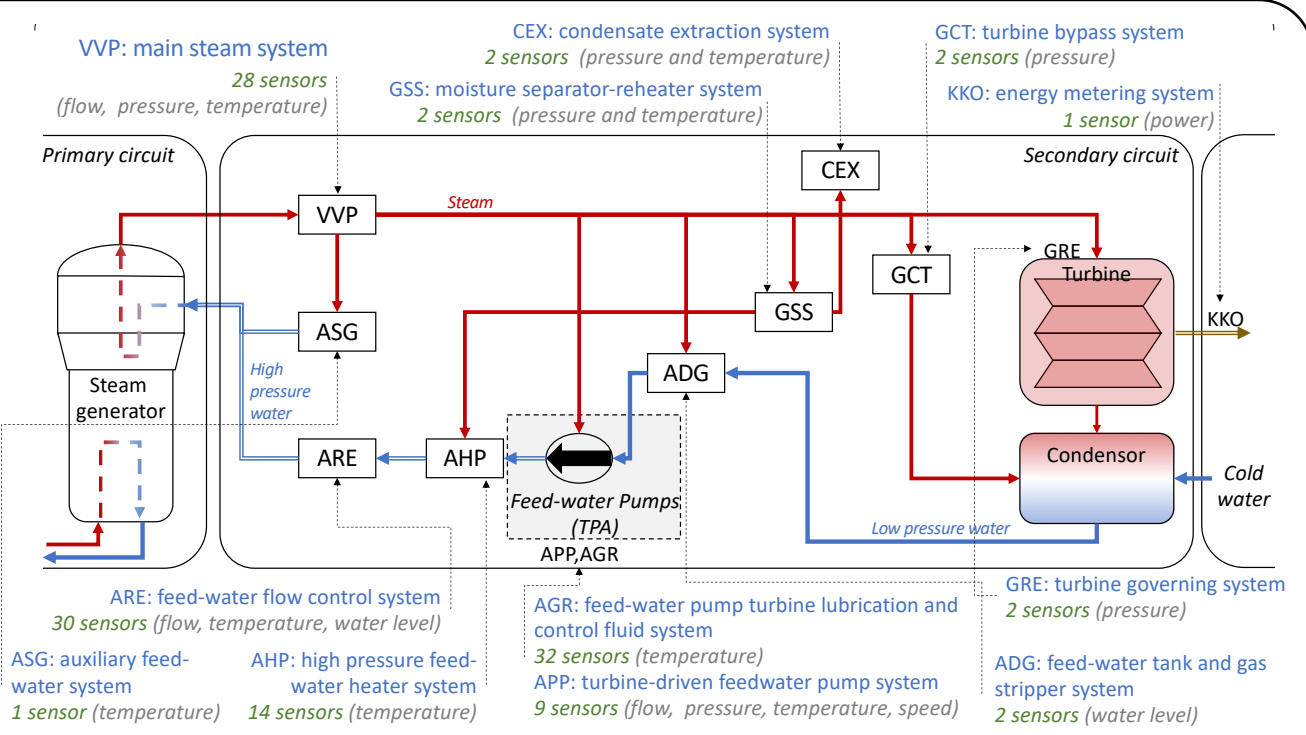 VVP: main steam system
28 sensors
(flow, pressure, temperature)
CEX: condensate extraction system
2 sensors (pressure and temperature)
GSS: moisture separator-reheater system
2 sensors (pressure and temperature)
GCT: turbine bypass system
2 sensors (pressure)
KKO: energy metering system
1 sensor (power)
Primary circuit
Secondary circuit
CEX
VVP
Steam
GRE
Turbine
GCT
GSS
KKO
ASG
High
pressure
water
ADG
Steam
generator
ARE
AHP
Feed-water Pumps
(TPA)
APP,AGR
Condensor
Cold
water
Low pressure water
ARE: feed-water flow control system
30 sensors (flow, temperature, water level)
ASG: auxiliary feed-
water system
1 sensor (temperature)
AHP: high pressure feed-
water heater system
14 sensors (temperature)
AGR: feed-water pump turbine lubrication and
control fluid system
32 sensors (temperature)
APP: turbine-driven feedwater pump system
9 sensors (flow, pressure, temperature, speed)
GRE: turbine governing system
2 sensors (pressure)
ADG: feed-water tank and gas
stripper system
2 sensors (water level)